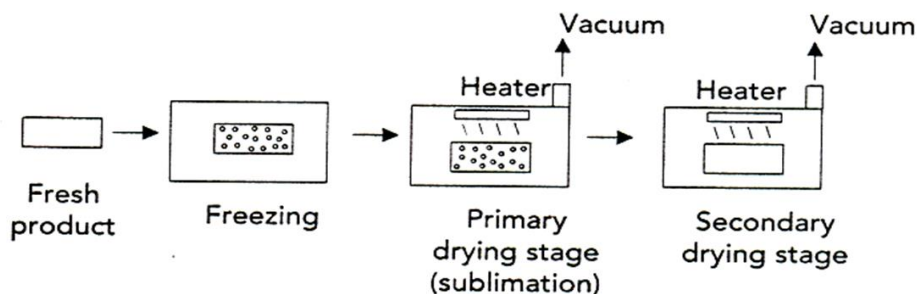 Vacuum
Vacuum
Heater
Heater
Fresh
product
Freezing
Primary
drying stage
(sublimation)
Secondary
drying stage